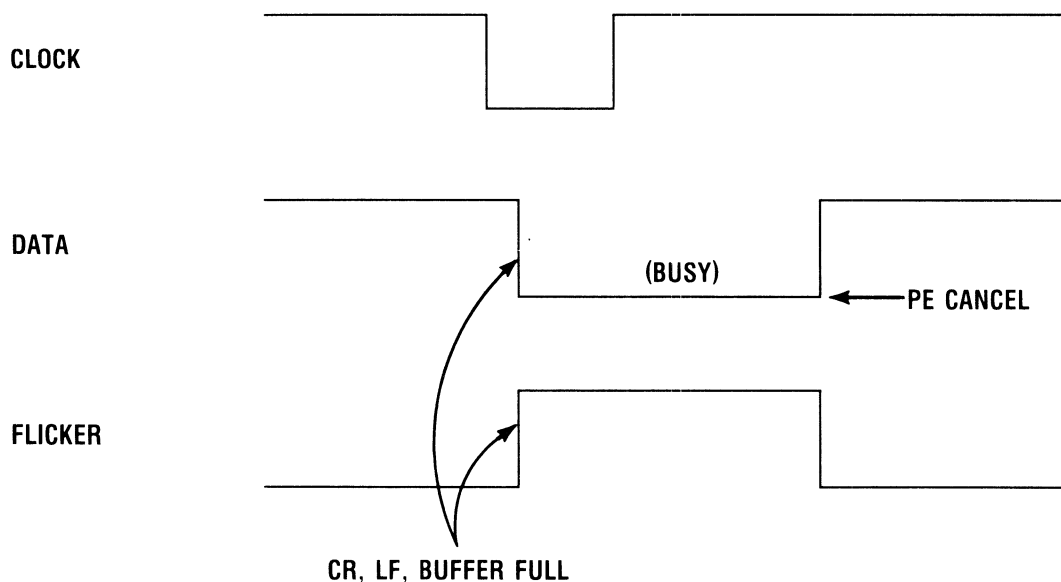 CLOCK
DATA
(BUSY)
PE CANCEL
FLICKER
CR, LF, BUFFER FULL